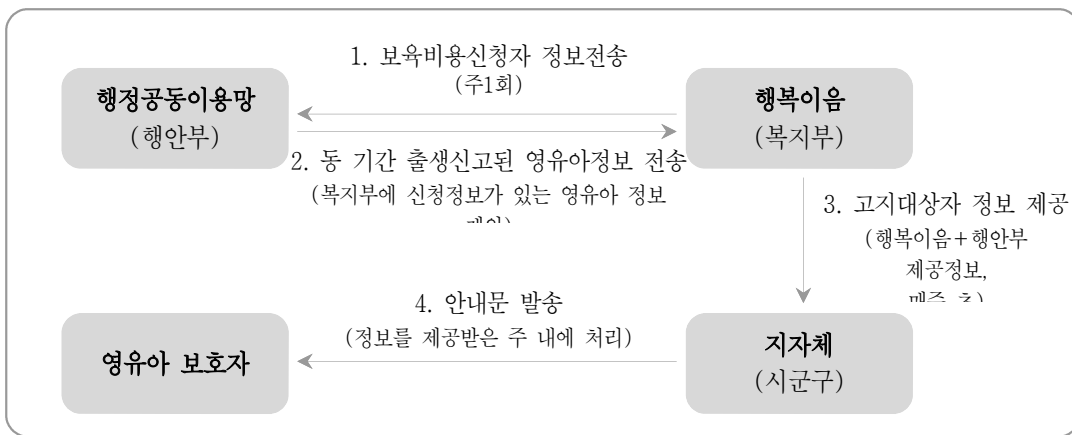 1. 보육비용신청자 정보전송
(주1회)
행정공동이용망
(행안부)
행복이음
(복지부)
2. 동 기간 출생신고된 영유아정보 전송
(복지부에 신청정보가 있는 영유아 정보
3. 고지대상자 정보 제공
(행복이음+행안부
제공정보,
4. 안내문 발송
(정보를 제공받은 주 내에 처리)
영유아 보호자
지자체
(시군구)